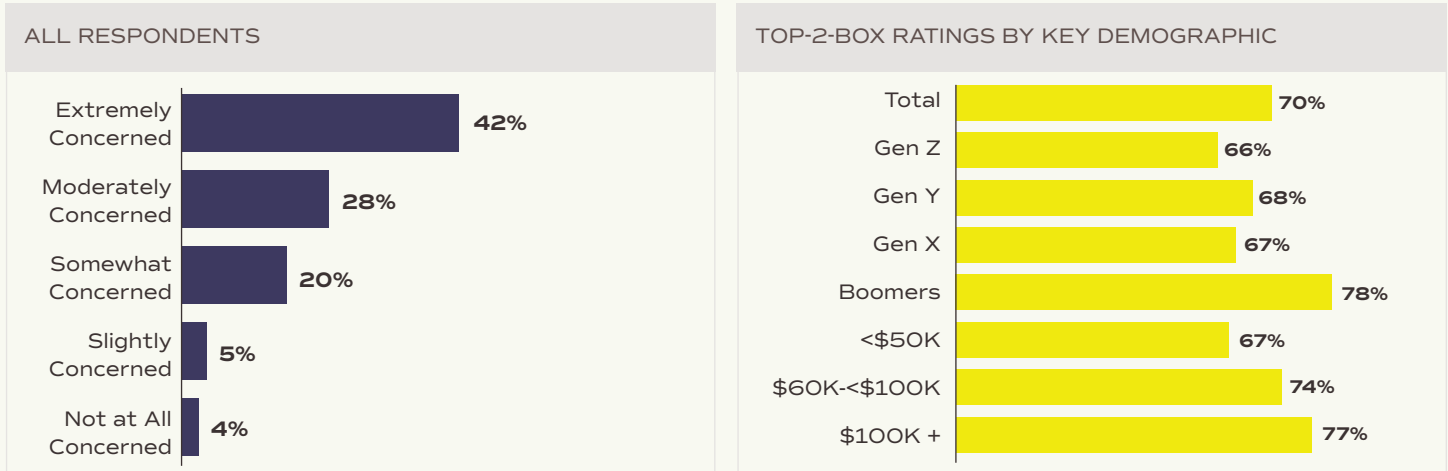 ALL RESPONDENTS
Extremely
Concerned
42%
Moderately
Concerned
28%
Somewhat
Concerned
20%
Slightly
Concerned
5%
Not at All
Concerned
4%
TOP-2-BOX RATINGS BY KEY DEMOGRAPHIC
Total 70%
Gen Z 66%
Gen Y 68%
Gen X 67%
Boomers 78%
<$50K 67%
$60K-<$100K 74%
$100K + 77%